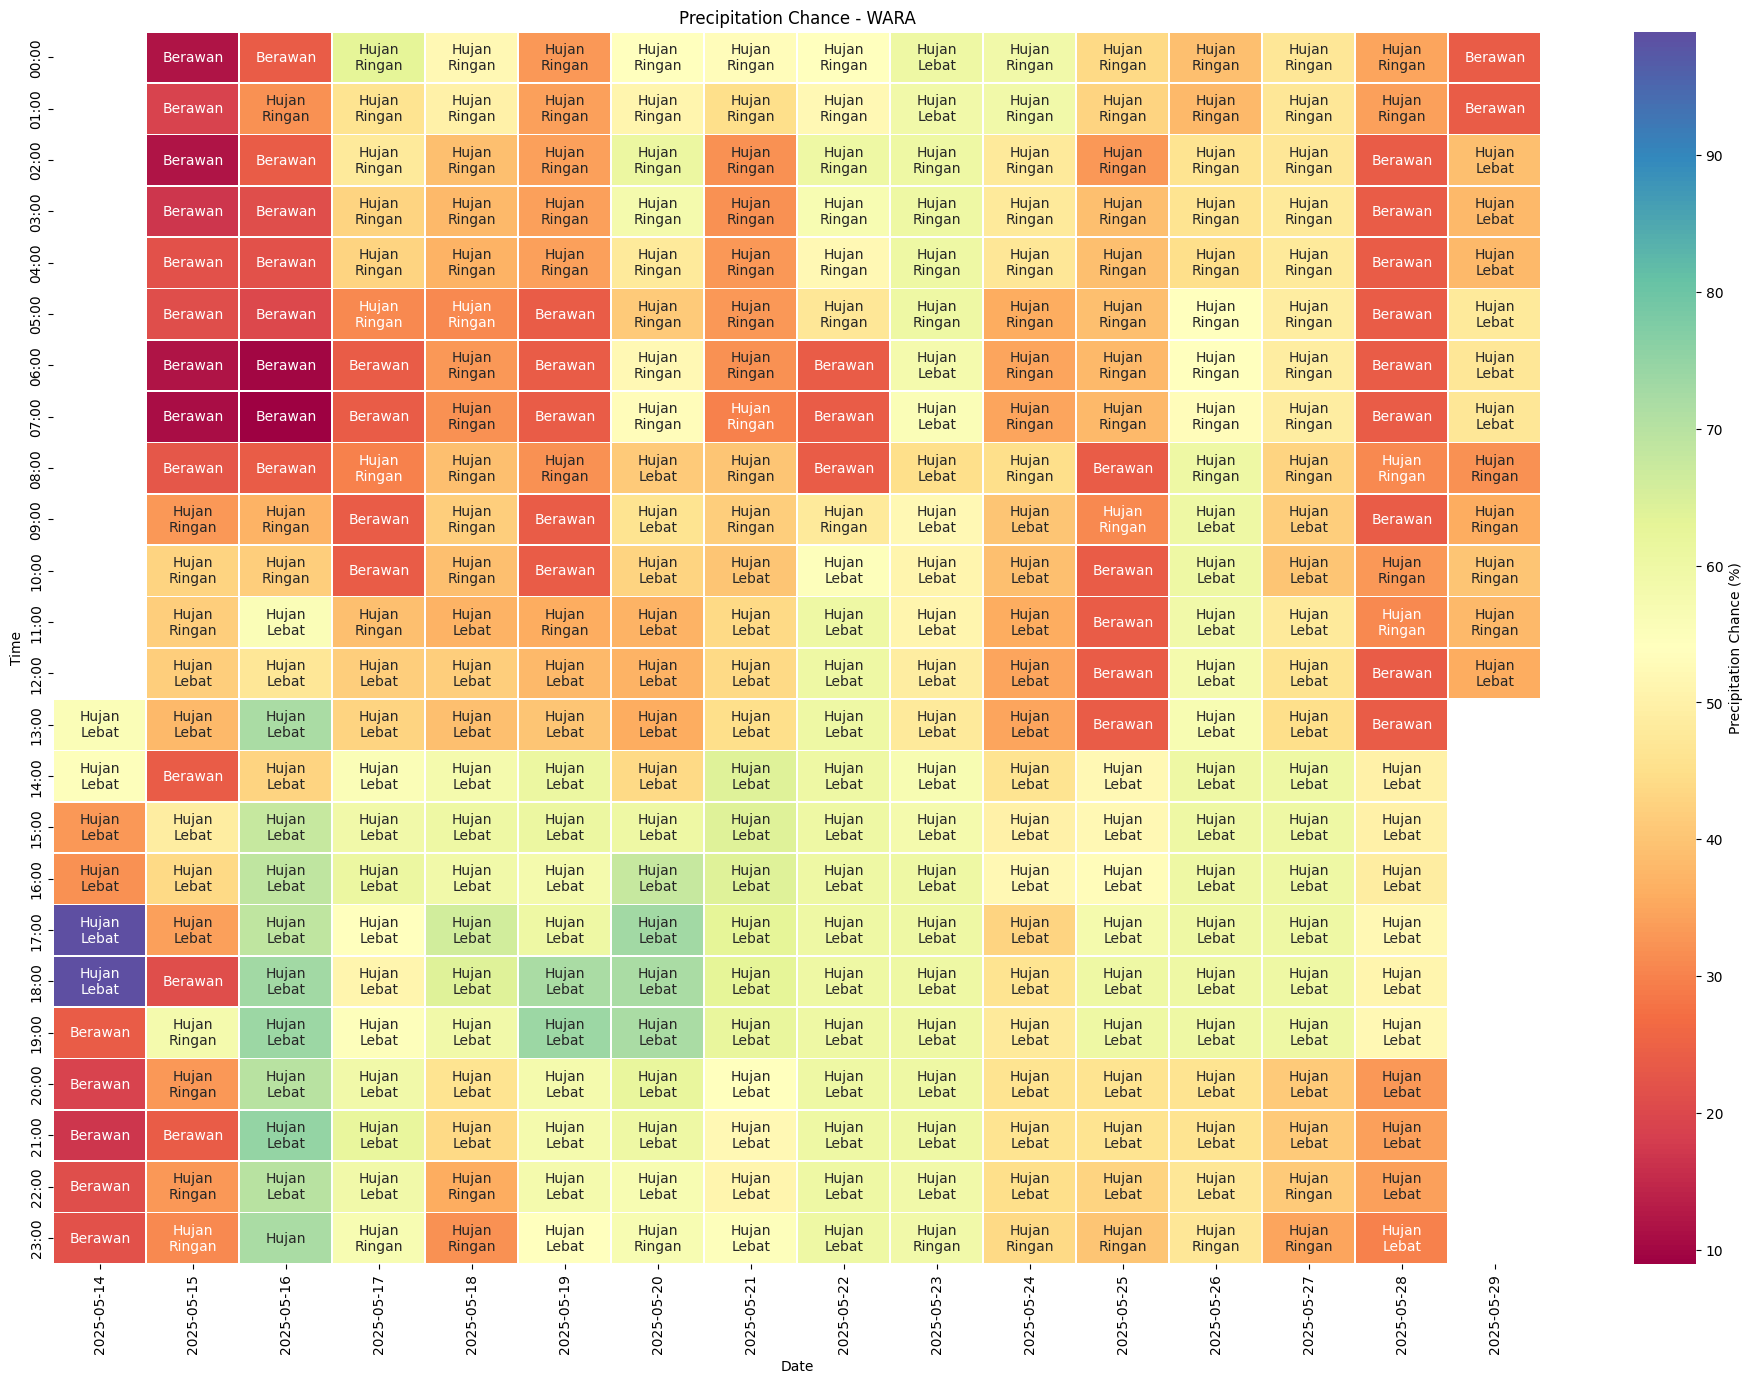 Precipitation Chance - WARA
00:00 Berawan Berawan Hujan Ringan Hujan Ringan Hujan Ringan Hujan Ringan Hujan Ringan Hujan Ringan Hujan Lebat Hujan Ringan Hujan Ringan Hujan Ringan Hujan Ringan Hujan Ringan Berawan
01:00 Berawan Hujan Ringan Hujan Ringan Hujan Ringan Hujan Ringan Hujan Ringan Hujan Ringan Hujan Ringan Hujan Lebat Hujan Ringan Hujan Ringan Hujan Ringan Hujan Ringan Hujan Ringan Berawan
02:00 Berawan Berawan Hujan Ringan Hujan Ringan Hujan Ringan Hujan Ringan Hujan Ringan Hujan Ringan Hujan Ringan Hujan Ringan Hujan Ringan Hujan Ringan Hujan Ringan Berawan Hujan Lebat
03:00 Berawan Berawan Hujan Ringan Hujan Ringan Hujan Ringan Hujan Ringan Hujan Ringan Hujan Ringan Hujan Ringan Hujan Ringan Hujan Ringan Hujan Ringan Hujan Ringan Berawan Hujan Lebat
04:00 Berawan Berawan Hujan Ringan Hujan Ringan Hujan Ringan Hujan Ringan Hujan Ringan Hujan Ringan Hujan Ringan Hujan Ringan Hujan Ringan Hujan Ringan Hujan Ringan Berawan Hujan Lebat
05:00 Berawan Berawan Hujan Ringan Hujan Ringan Berawan Hujan Ringan Hujan Ringan Hujan Ringan Hujan Ringan Hujan Ringan Hujan Ringan Hujan Ringan Hujan Ringan Berawan Hujan Lebat
06:00 Berawan Berawan Berawan Hujan Ringan Berawan Hujan Ringan Hujan Ringan Berawan Hujan Lebat Hujan Ringan Hujan Ringan Hujan Ringan Hujan Ringan Berawan Hujan Lebat
07:00 Berawan Berawan Berawan Hujan Ringan Berawan Hujan Ringan Hujan Ringan Berawan Hujan Lebat Hujan Ringan Hujan Ringan Hujan Ringan Hujan Ringan Berawan Hujan Lebat
08:00 Berawan Berawan Hujan Ringan Hujan Ringan Hujan Ringan Hujan Lebat Hujan Ringan Berawan Hujan Lebat Hujan Ringan Berawan Hujan Ringan Hujan Ringan Hujan Ringan Hujan Ringan
09:00 Hujan Ringan Hujan Ringan Berawan Hujan Ringan Berawan Hujan Lebat Hujan Ringan Hujan Ringan Hujan Lebat Hujan Lebat Hujan Ringan Hujan Lebat Hujan Lebat Berawan Hujan Ringan
10:00 Hujan Ringan Hujan Ringan Berawan Hujan Ringan Berawan Hujan Lebat Hujan Lebat Hujan Lebat Hujan Lebat Hujan Lebat Berawan Hujan Lebat Hujan Lebat Hujan Ringan Hujan Ringan
11:00 Hujan Ringan Hujan Lebat Hujan Ringan Hujan Lebat Hujan Ringan Hujan Lebat Hujan Lebat Hujan Lebat Hujan Lebat Hujan Lebat Berawan Hujan Lebat Hujan Lebat Hujan Ringan Hujan Ringan
12:00 Hujan Lebat Hujan Lebat Hujan Lebat Hujan Lebat Hujan Lebat Hujan Lebat Hujan Lebat Hujan Lebat Hujan Lebat Hujan Lebat Berawan Hujan Lebat Hujan Lebat Berawan Hujan Lebat
13:00 Hujan Lebat Hujan Lebat Hujan Lebat Hujan Lebat Hujan Lebat Hujan Lebat Hujan Lebat Hujan Lebat Hujan Lebat Hujan Lebat Hujan Lebat Berawan Hujan Lebat Hujan Lebat Berawan
14:00 Hujan Lebat Berawan Hujan Lebat Hujan Lebat Hujan Lebat Hujan Lebat Hujan Lebat Hujan Lebat Hujan Lebat Hujan Lebat Hujan Lebat Hujan Lebat Hujan Lebat Hujan Lebat Hujan Lebat
15:00 Hujan Lebat Hujan Lebat Hujan Lebat Hujan Lebat Hujan Lebat Hujan Lebat Hujan Lebat Hujan Lebat Hujan Lebat Hujan Lebat Hujan Lebat Hujan Lebat Hujan Lebat Hujan Lebat Hujan Lebat
16:00 Hujan Lebat Hujan Lebat Hujan Lebat Hujan Lebat Hujan Lebat Hujan Lebat Hujan Lebat Hujan Lebat Hujan Lebat Hujan Lebat Hujan Lebat Hujan Lebat Hujan Lebat Hujan Lebat Hujan Lebat
17:00 Hujan Lebat Hujan Lebat Hujan Lebat Hujan Lebat Hujan Lebat Hujan Lebat Hujan Lebat Hujan Lebat Hujan Lebat Hujan Lebat Hujan Lebat Hujan Lebat Hujan Lebat Hujan Lebat Hujan Lebat
18:00 Hujan Lebat Berawan Hujan Lebat Hujan Lebat Hujan Lebat Hujan Lebat Hujan Lebat Hujan Lebat Hujan Lebat Hujan Lebat Hujan Lebat Hujan Lebat Hujan Lebat Hujan Lebat Hujan Lebat
19:00 Berawan Hujan Ringan Hujan Lebat Hujan Lebat Hujan Lebat Hujan Lebat Hujan Lebat Hujan Lebat Hujan Lebat Hujan Lebat Hujan Lebat Hujan Lebat Hujan Lebat Hujan Lebat Hujan Lebat
20:00 Berawan Hujan Ringan Hujan Lebat Hujan Lebat Hujan Lebat Hujan Lebat Hujan Lebat Hujan Lebat Hujan Lebat Hujan Lebat Hujan Lebat Hujan Lebat Hujan Lebat Hujan Lebat Hujan Lebat
21:00 Berawan Berawan Hujan Lebat Hujan Lebat Hujan Lebat Hujan Lebat Hujan Lebat Hujan Lebat Hujan Lebat Hujan Lebat Hujan Lebat Hujan Lebat Hujan Lebat Hujan Lebat Hujan Lebat
22:00 Berawan Hujan Ringan Hujan Lebat Hujan Lebat Hujan Ringan Hujan Lebat Hujan Lebat Hujan Lebat Hujan Lebat Hujan Lebat Hujan Lebat Hujan Lebat Hujan Lebat Hujan Ringan Hujan Lebat
23:00 Berawan Hujan Ringan Hujan Hujan Ringan Hujan Ringan Hujan Lebat Hujan Ringan Hujan Lebat Hujan Lebat Hujan Ringan Hujan Ringan Hujan Ringan Hujan Ringan Hujan Ringan Hujan Lebat
Time
2025-05-14 2025-05-15 2025-05-16 2025-05-17 2025-05-18 2025-05-19 2025-05-20 2025-05-21 2025-05-22 2025-05-23 2025-05-24 2025-05-25 2025-05-26 2025-05-27 2025-05-28 2025-05-29
Date
90
80
70
60
50
40
30
20
10
Precipitation Chance (%)